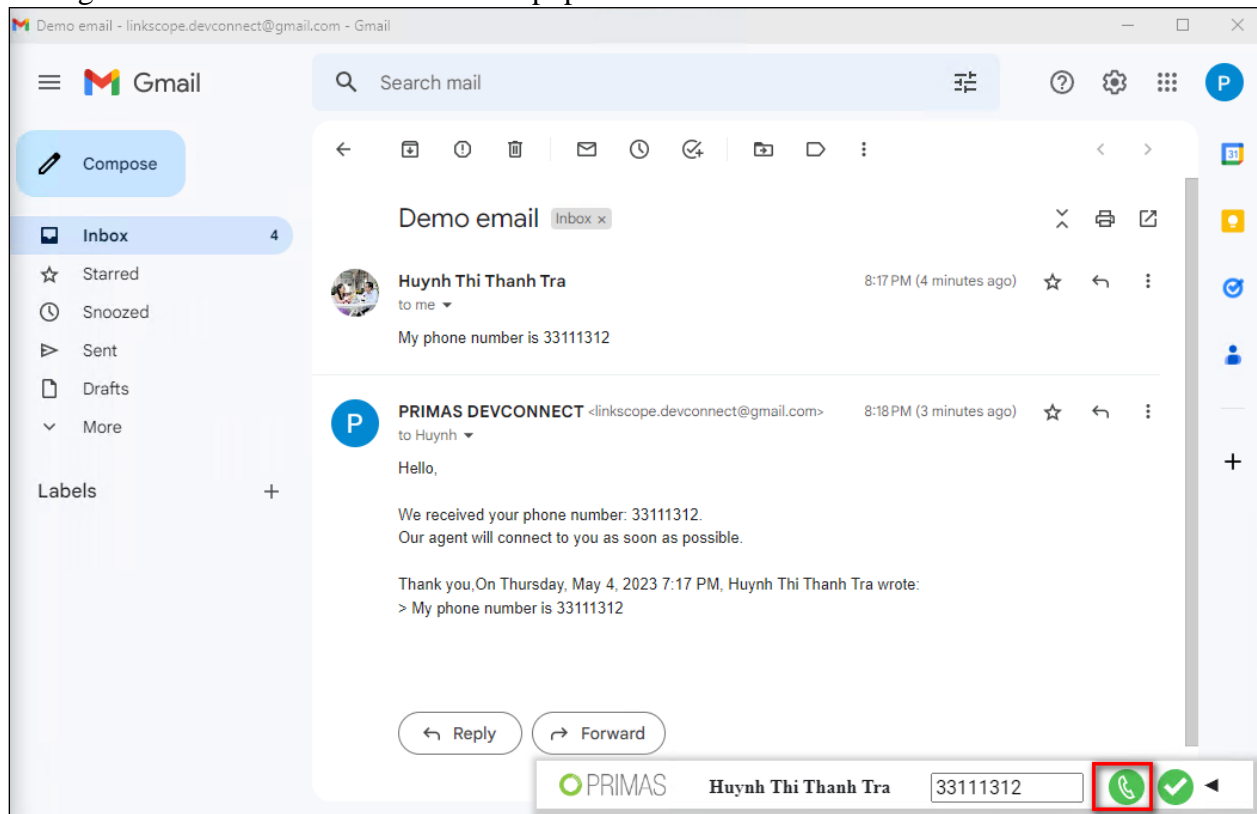 Demo email - linkscope.devconnect@gmail.com - Gmail
Gmail
Search mail
P
Compose
31
Demo email Inbox ×
Inbox 4
Starred
Huynh Thi Thanh Tra 8:17 PM (4 minutes ago)
to me
Snoozed
My phone number is 33111312
Sent
Drafts
PRIMAS DEVCONNECT <linkscope.devconnect@gmail.com> 8:18 PM (3 minutes ago)
P
More
to Huynh
Hello,
Labels
We received your phone number: 33111312.
Our agent will connect to you as soon as possible.
Thank you,On Thursday, May 4, 2023 7:17 PM, Huynh Thi Thanh Tra wrote:
> My phone number is 33111312
Reply Forward
PRIMAS Huynh Thi Thanh Tra 33111312